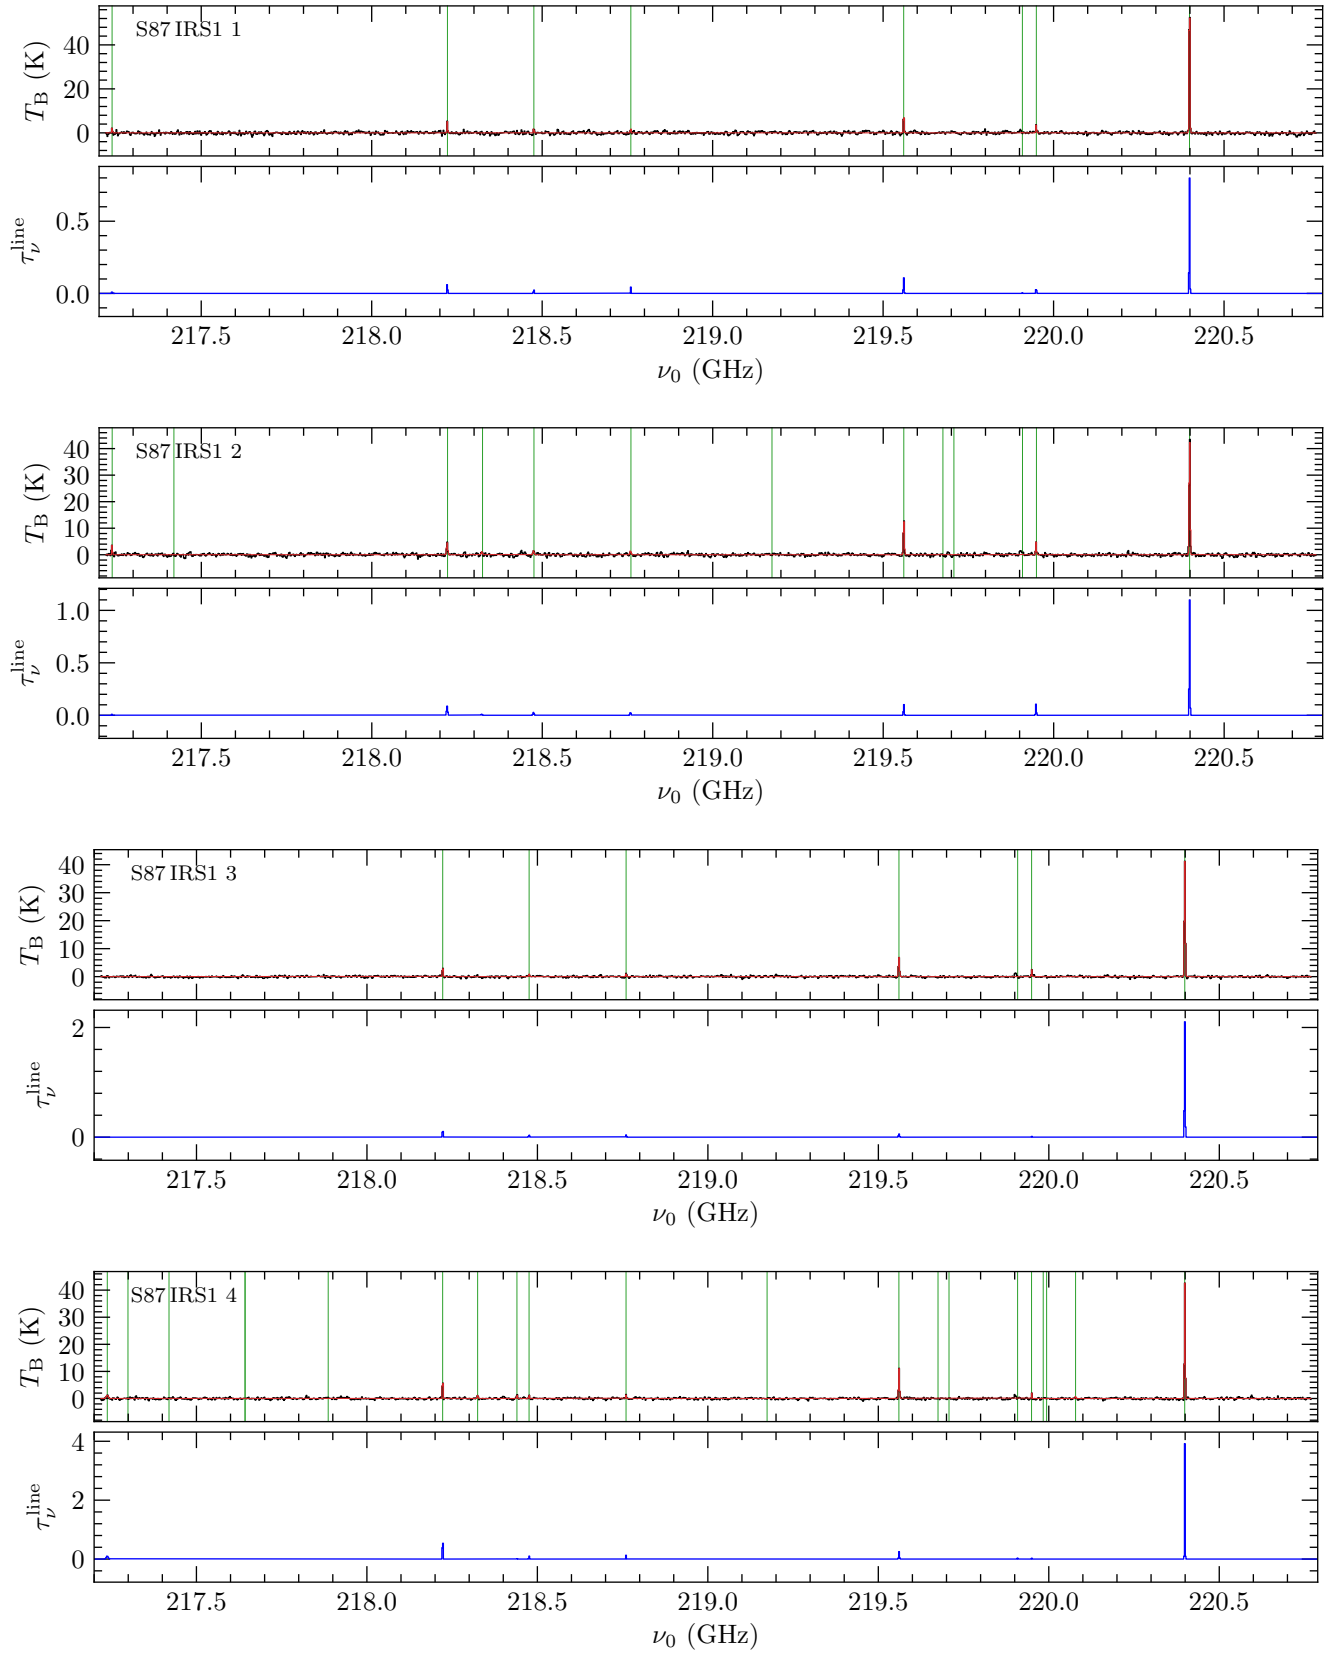 S87 IRS1 1
T_B (K)
40
20
0
τ_ν^line
0.5
0.0
217.5 218.0 218.5 219.0 219.5 220.0 220.5
ν_0 (GHz)
S87 IRS1 2
T_B (K)
40
30
20
10
0
τ_ν^line
1.0
0.5
0.0
217.5 218.0 218.5 219.0 219.5 220.0 220.5
ν_0 (GHz)
S87 IRS1 3
T_B (K)
40
30
20
10
0
τ_ν^line
2
0
217.5 218.0 218.5 219.0 219.5 220.0 220.5
ν_0 (GHz)
S87 IRS1 4
T_B (K)
40
30
20
10
0
τ_ν^line
4
2
0
217.5 218.0 218.5 219.0 219.5 220.0 220.5
ν_0 (GHz)